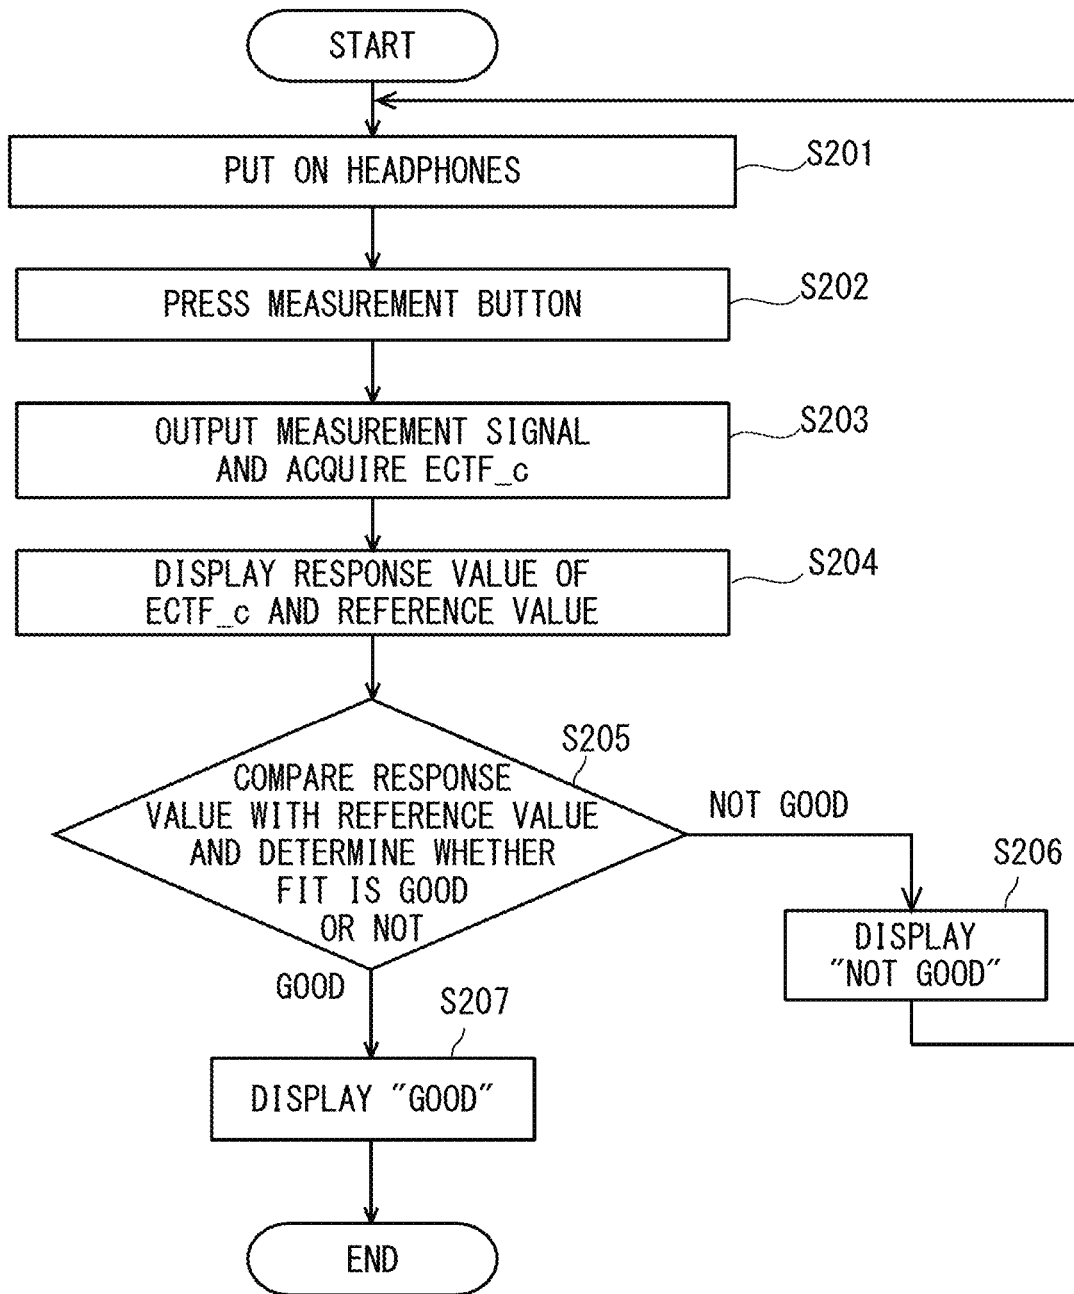 START
PUT ON HEADPHONES
S201
PRESS MEASUREMENT BUTTON
S202
OUTPUT MEASUREMENT SIGNAL
AND ACQUIRE ECTF_c
S203
DISPLAY RESPONSE VALUE OF
ECTF_c AND REFERENCE VALUE
S204
S205
COMPARE RESPONSE
VALUE WITH REFERENCE VALUE
AND DETERMINE WHETHER
FIT IS GOOD
OR NOT
NOT GOOD
S206
DISPLAY
"NOT GOOD"
GOOD
S207
DISPLAY "GOOD"
END